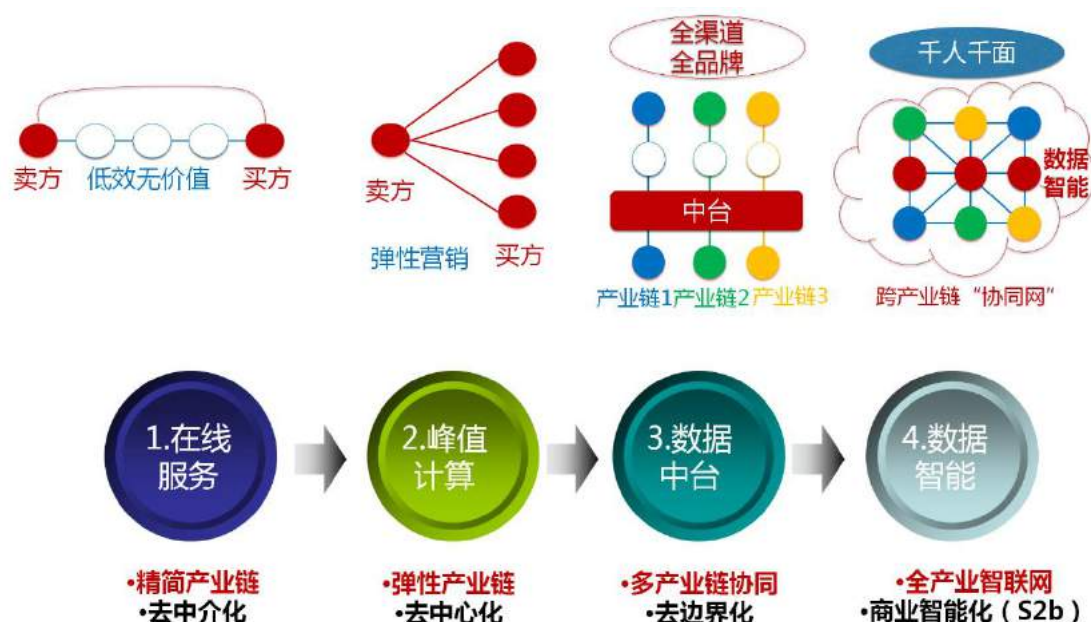 卖方
低效无价值
买方
卖方
弹性营销
买方
全渠道
全品牌
中台
产业链1
产业链2
产业链3
千人千面
数据
智能
跨产业链“协同网”
1.在线
服务
2.峰值
计算
3.数据
中台
4.数据
智能
•精简产业链
•去中介化
•弹性产业链
•去中心化
•多产业链协同
•去边界化
•全产业智联网
•商业智能化（S2b）